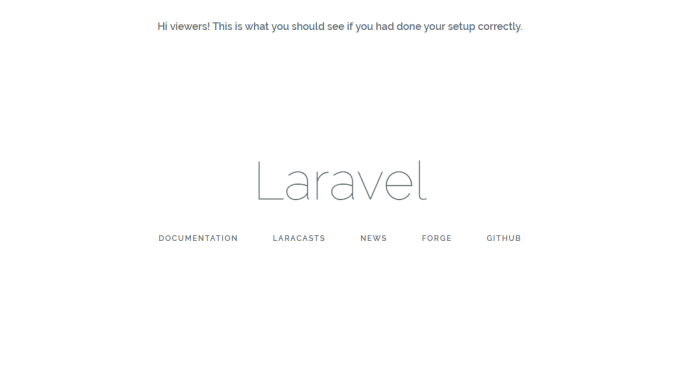 Hi viewers! This is what you should see if you had done your setup correctly.
Laravel
DOCUMENTATION LARACASTS NEWS FORGE GITHUB